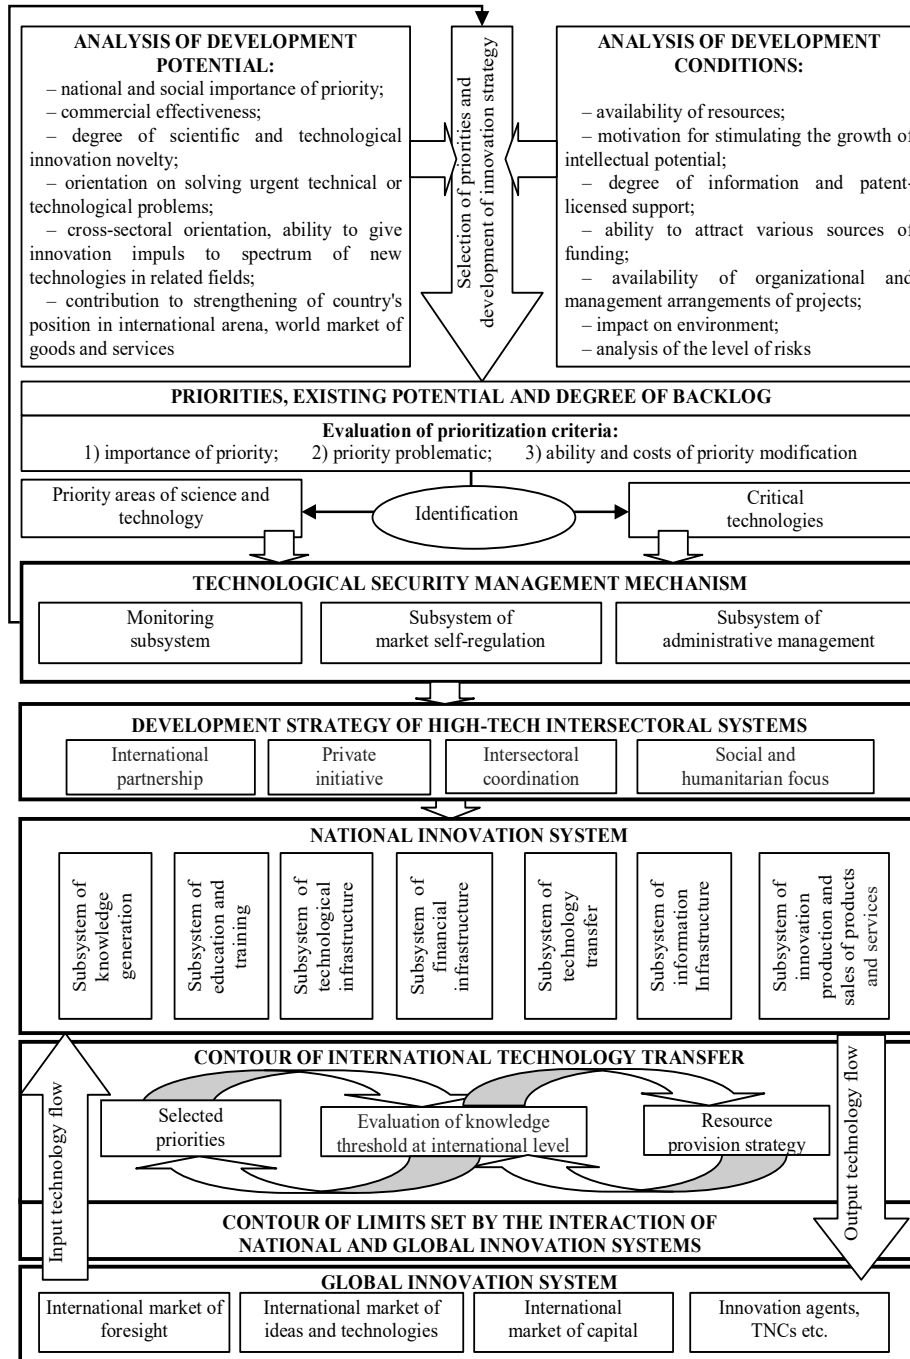 ANALYSIS OF DEVELOPMENT
POTENTIAL:
– national and social importance of priority;
– commercial effectiveness;
– degree of scientific and technological
innovation novelty;
– orientation on solving urgent technical or
technological problems;
– cross-sectoral orientation, ability to give
innovation impuls to spectrum of new
technologies in related fields;
– contribution to strengthening of country's
position in international arena, world market of
goods and services
Selection of priorities and
development of innovation strategy
ANALYSIS OF DEVELOPMENT
CONDITIONS:
– availability of resources;
– motivation for stimulating the growth of
intellectual potential;
– degree of information and patent-
licensed support;
– ability to attract various sources of
funding;
– availability of organizational and
management arrangements of projects;
– impact on environment;
– analysis of the level of risks
PRIORITIES, EXISTING POTENTIAL AND DEGREE OF BACKLOG
Evaluation of prioritization criteria:
1) importance of priority; 2) priority problematic; 3) ability and costs of priority modification
Priority areas of science and
technology
Identification
Critical
technologies
TECHNOLOGICAL SECURITY MANAGEMENT MECHANISM
Monitoring
subsystem
Subsystem of
market self-regulation
Subsystem of
administrative management
DEVELOPMENT STRATEGY OF HIGH-TECH INTERSECTORAL SYSTEMS
International
partnership
Private
initiative
Intersectoral
coordination
Social and
humanitarian focus
NATIONAL INNOVATION SYSTEM
Subsystem of
knowledge
generation
Subsystem of
education and
training
Subsystem of
technological
infrastructure
Subsystem of
financial
infrastructure
Subsystem of
technology
transfer
Subsystem of
information
Infrastructure
Subsystem of
innovation
production and
sales of products
and services
Input technology flow
CONTOUR OF INTERNATIONAL TECHNOLOGY TRANSFER
Selected
priorities
Evaluation of knowledge
threshold at international level
Resource
provision strategy
Output technology flow
CONTOUR OF LIMITS SET BY THE INTERACTION OF
NATIONAL AND GLOBAL INNOVATION SYSTEMS
GLOBAL INNOVATION SYSTEM
International market of
foresight
International market of
ideas and technologies
International
market of capital
Innovation agents,
TNCs etc.